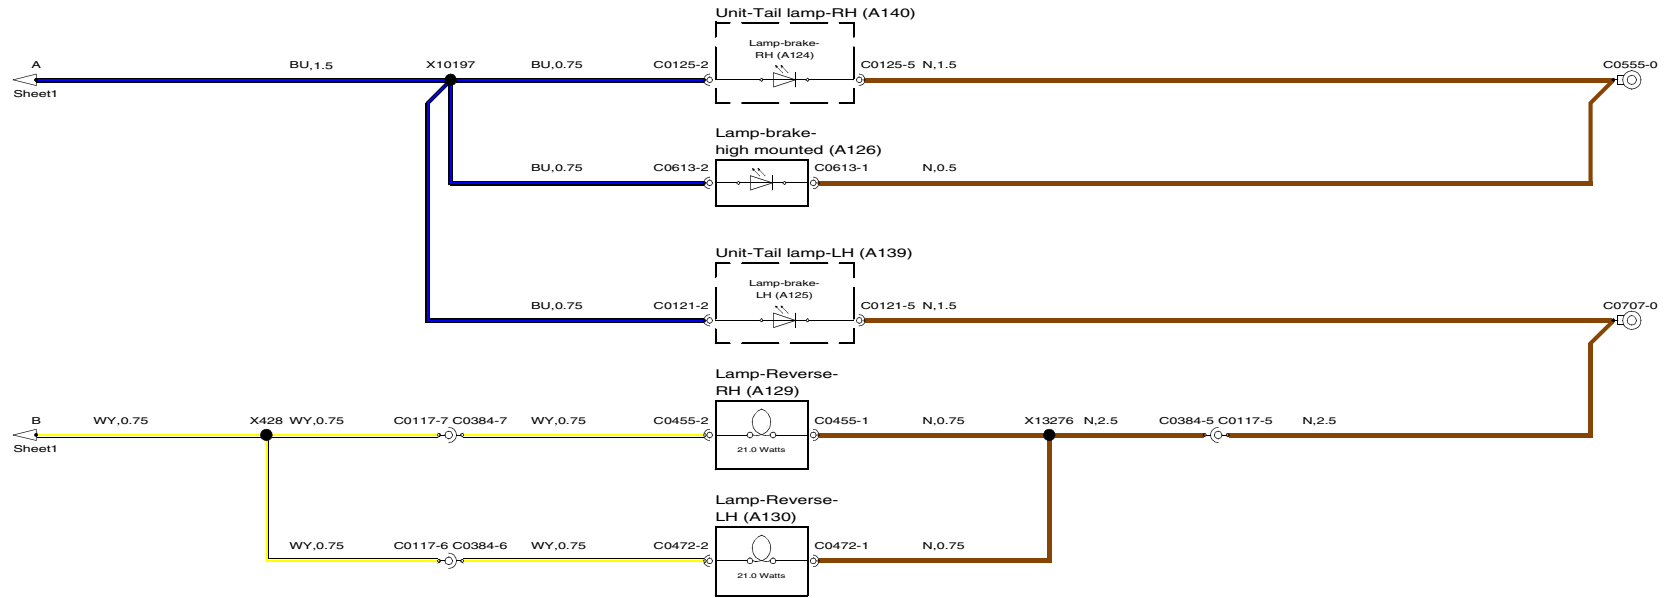 Unit-Tail lamp-RH (A140)
Lamp-brake-
RH (A124)
A
BU,1.5
X10197
BU,0.75
C0125-2
C0125-5 N,1.5
C0555-0
Sheet1
Lamp-brake-
high mounted (A126)
BU,0.75
C0613-2
C0613-1
N,0.5
Unit-Tail lamp-LH (A139)
Lamp-brake-
LH (A125)
BU,0.75
C0121-2
C0121-5 N,1.5
C0707-0
Lamp-Reverse-
RH (A129)
B
WY,0.75
X428 WY,0.75
C0117-7 C0384-7
WY,0.75
C0455-2
C0455-1
N,0.75
X13276 N,2.5
C0384-5 C0117-5
N,2.5
Sheet1
21.0 Watts
Lamp-Reverse-
LH (A130)
WY,0.75
C0117-6 C0384-6
WY,0.75
C0472-2
C0472-1
N,0.75
21.0 Watts